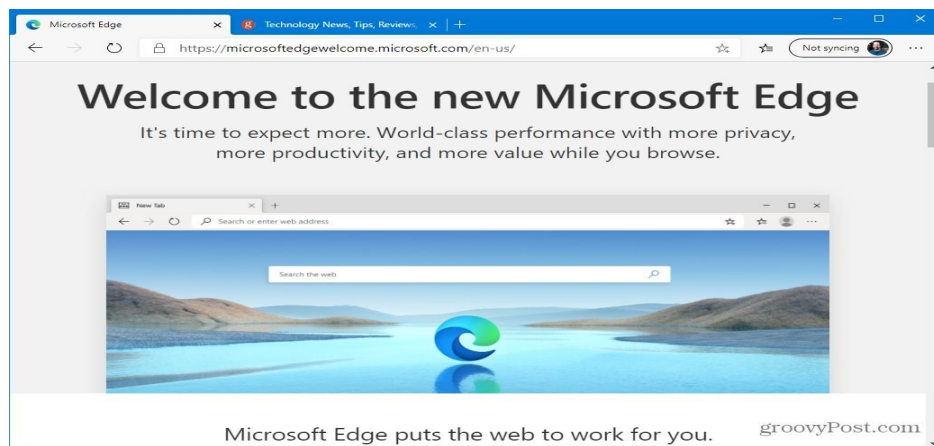 Microsoft Edge
Technology News, Tips, Reviews,
https://microsoftedgewelcome.microsoft.com/en-us/
Not syncing
Welcome to the new Microsoft Edge
It's time to expect more. World-class performance with more privacy,
more productivity, and more value while you browse.
New Tab
Search or enter web address
Search the web
Microsoft Edge puts the web to work for you.
groovyPost.com